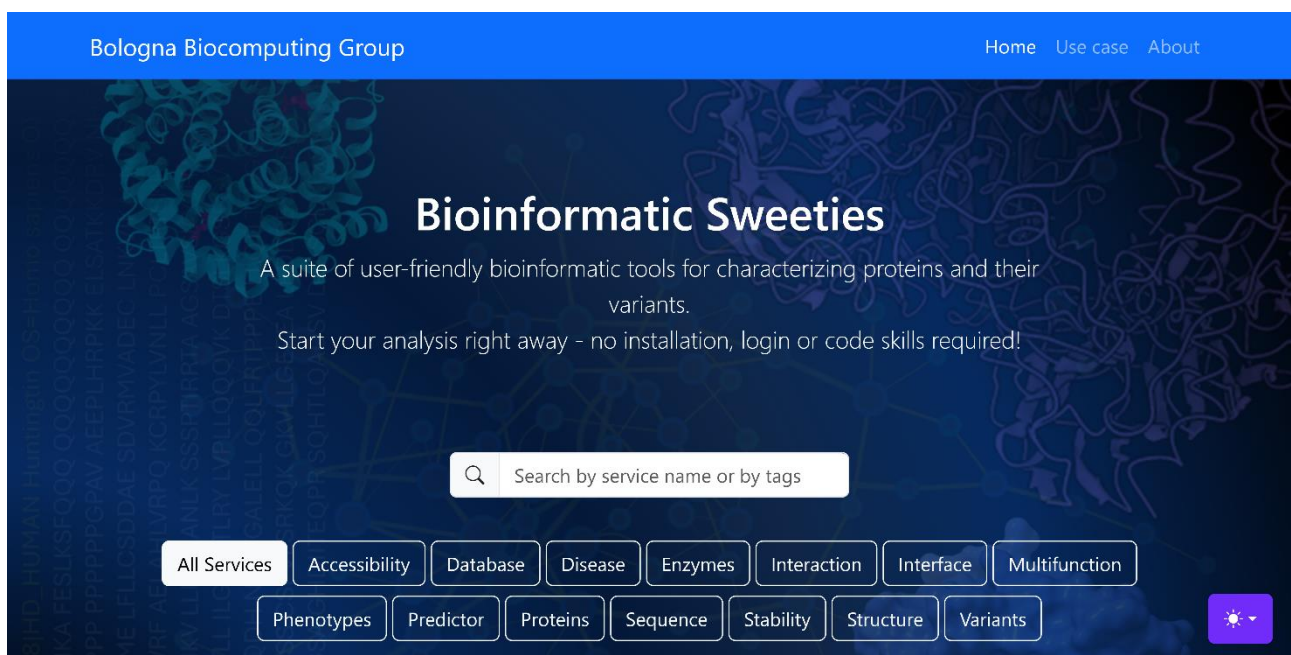 Bologna Biocomputing Group
Home Use case About
Bioinformatic Sweeties
A suite of user-friendly bioinformatic tools for characterizing proteins and their
variants.
Start your analysis right away - no installation, login or code skills required!
Search by service name or by tags
All Services Accessibility Database Disease Enzymes Interaction Interface Multifunction
Phenotypes Predictor Proteins Sequence Stability Structure Variants